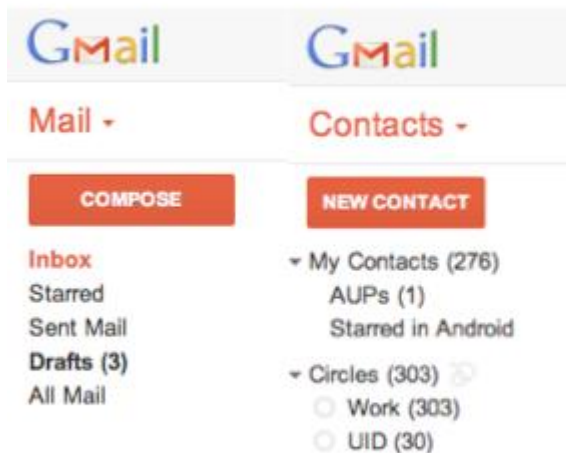 Gmail
Mail
COMPOSE
Inbox
Starred
Sent Mail
Drafts (3)
All Mail
Gmail
Contacts
NEW CONTACT
My Contacts (276)
AUPs (1)
Starred in Android
Circles (303)
Work (303)
UID (30)